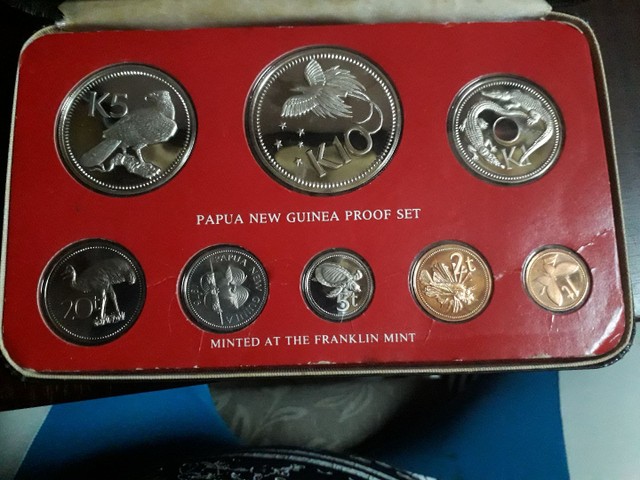 K5
K10
K1
PAPUA NEW GUINEA PROOF SET
20t
PAPUA NEW GUINEA
5t
2t
1t
MINTED AT THE FRANKLIN MINT